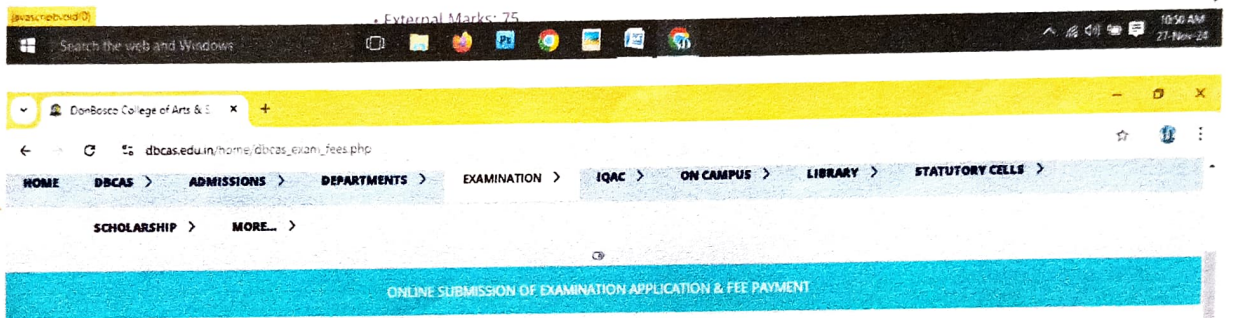 javascript:void(0)
• External Marks: 75
Search the web and Windows
10:50 AM
27-Nov-24
DonBosco College of Arts & S
dbcas.edu.in/home/dbcas_exam_fees.php
HOME DBCAS > ADMISSIONS > DEPARTMENTS > EXAMINATION > IQAC > ON CAMPUS > LIBRARY > STATUTORY CELLS >
SCHOLARSHIP > MORE... >
ONLINE SUBMISSION OF EXAMINATION APPLICATION & FEE PAYMENT